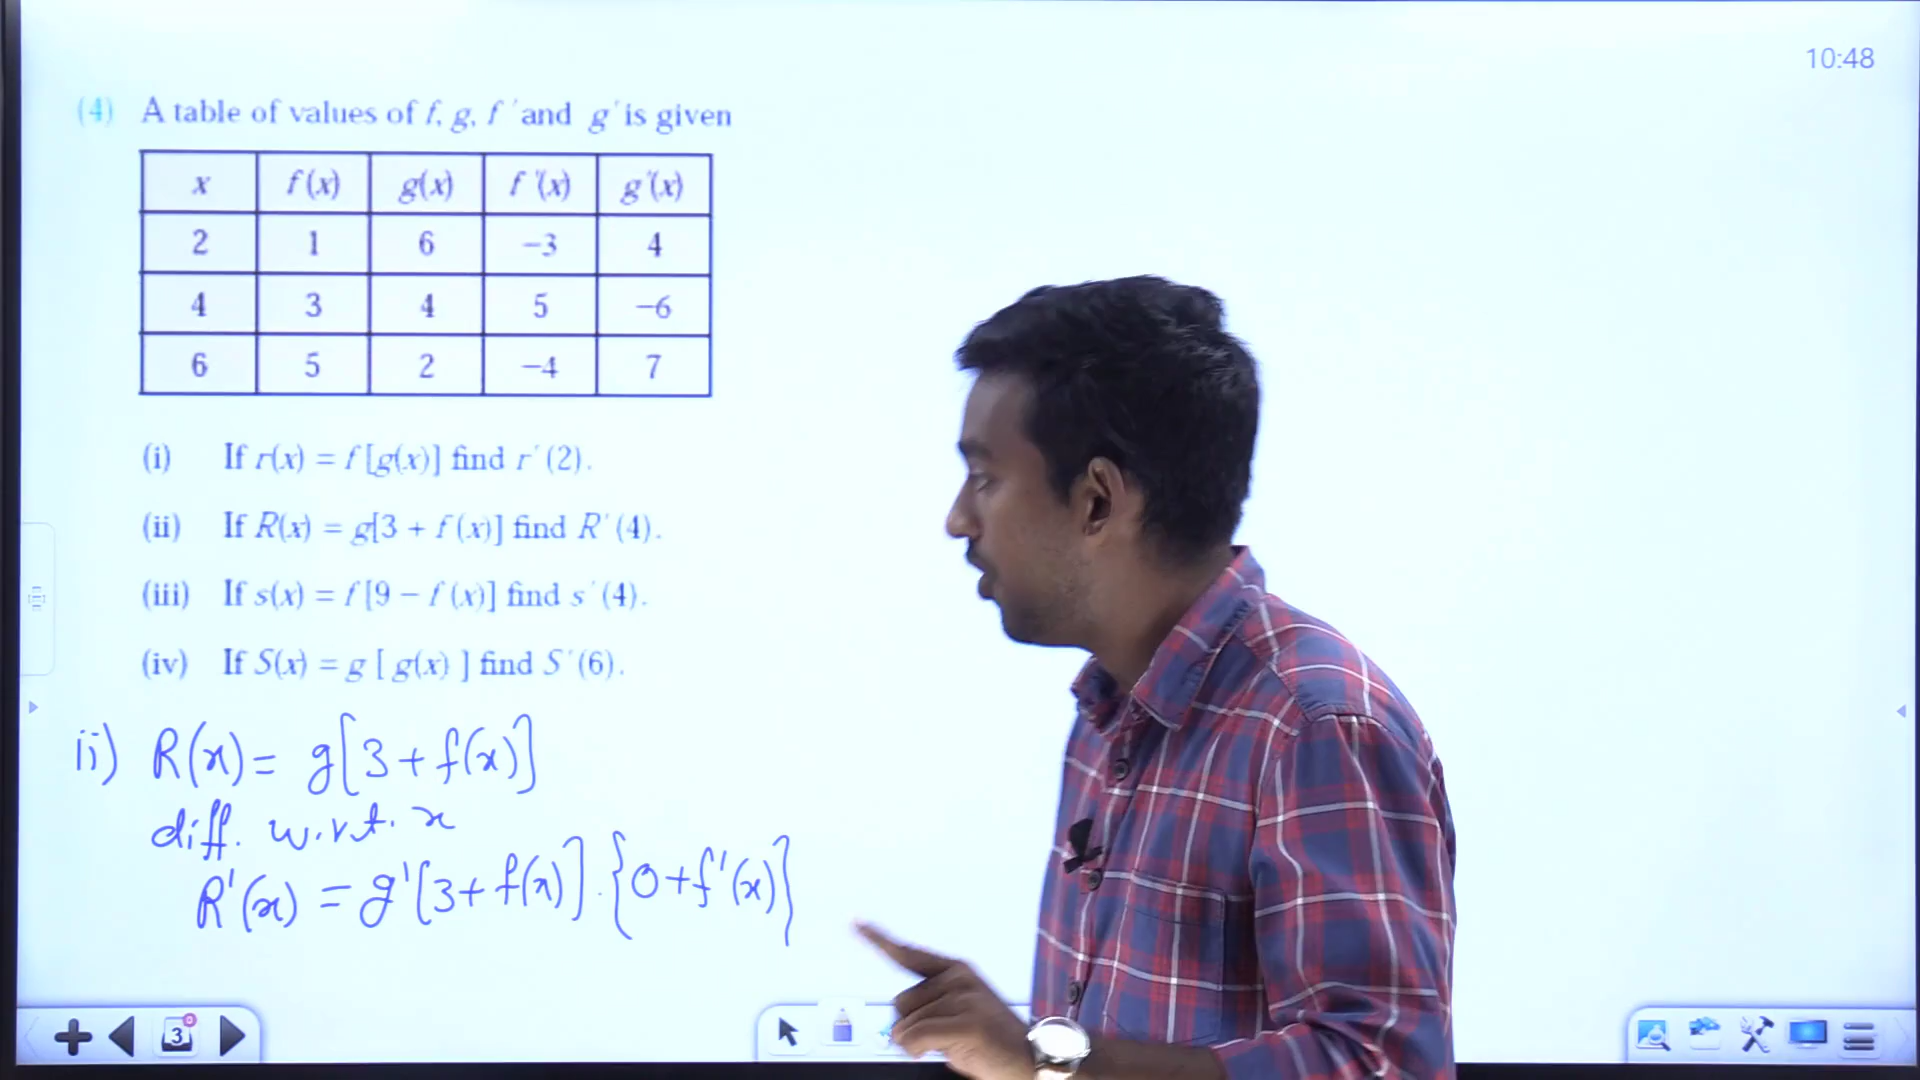 10:48
(4) A table of values of f, g, f ′ and g ′ is given
x f (x) g(x) f ′(x) g ′(x)
2 1 6 −3 4
4 3 4 5 −6
6 5 2 −4 7
(i) If r(x) = f [g(x)] find r ′ (2).
(ii) If R(x) = g[3 + f (x)] find R ′ (4).
(iii) If s(x) = f [9 − f (x)] find s ′ (4).
(iv) If S(x) = g [ g(x) ] find S ′ (6).
ii) R(x) = g[3+f(x)]
diff. w.r.t. x
R'(x) = g'[3+f(x)].{0+f'(x)}
3